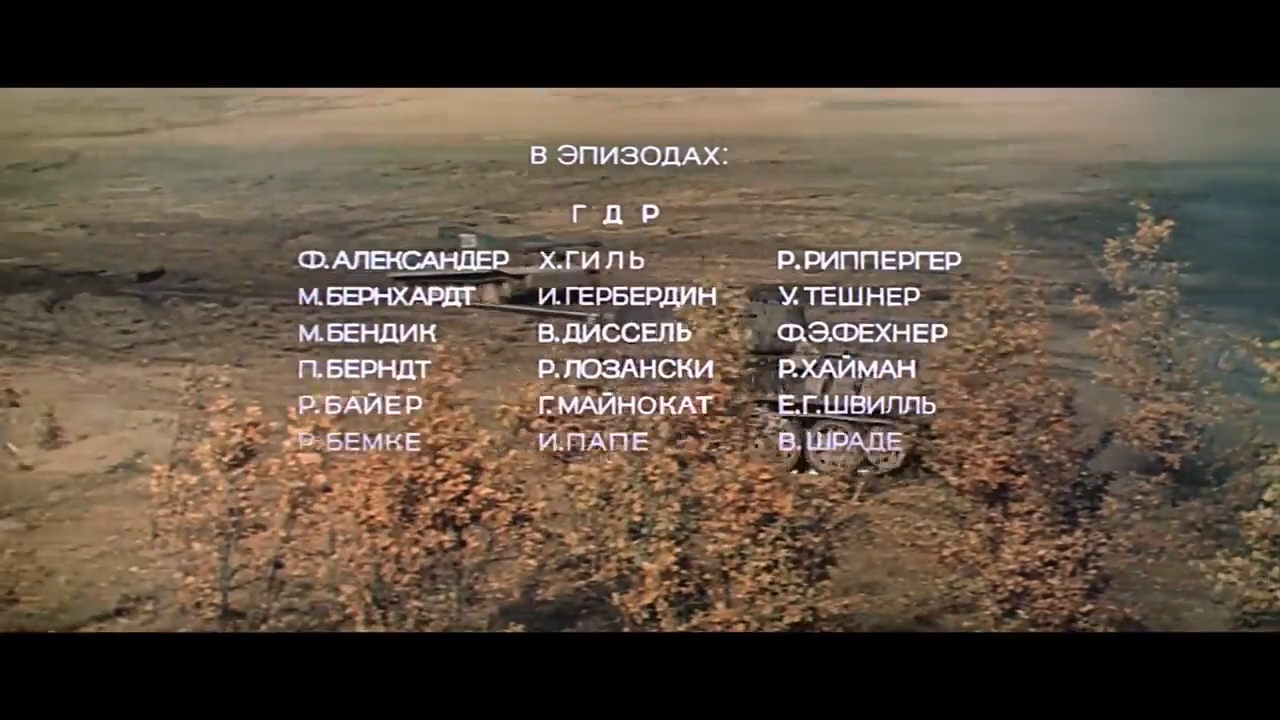 В ЭПИЗОДАХ:
ГДР
Ф. АЛЕКСАНДЕР Х. ГИЛЬ Р. РИППЕРГЕР
М. БЕРНХАРДТ И. ГЕРБЕРДИН У. ТЕШНЕР
М. БЕНДИК В. ДИССЕЛЬ Ф.Э. ФЕХНЕР
П. БЕРНДТ Р. ЛОЗАНСКИ Р. ХАЙМАН
Р. БАЙЕР Г. МАЙНОКАТ Е.Г. ШВИЛЛЬ
Р. БЕМКЕ И. ПАПЕ В. ШРАДЕ